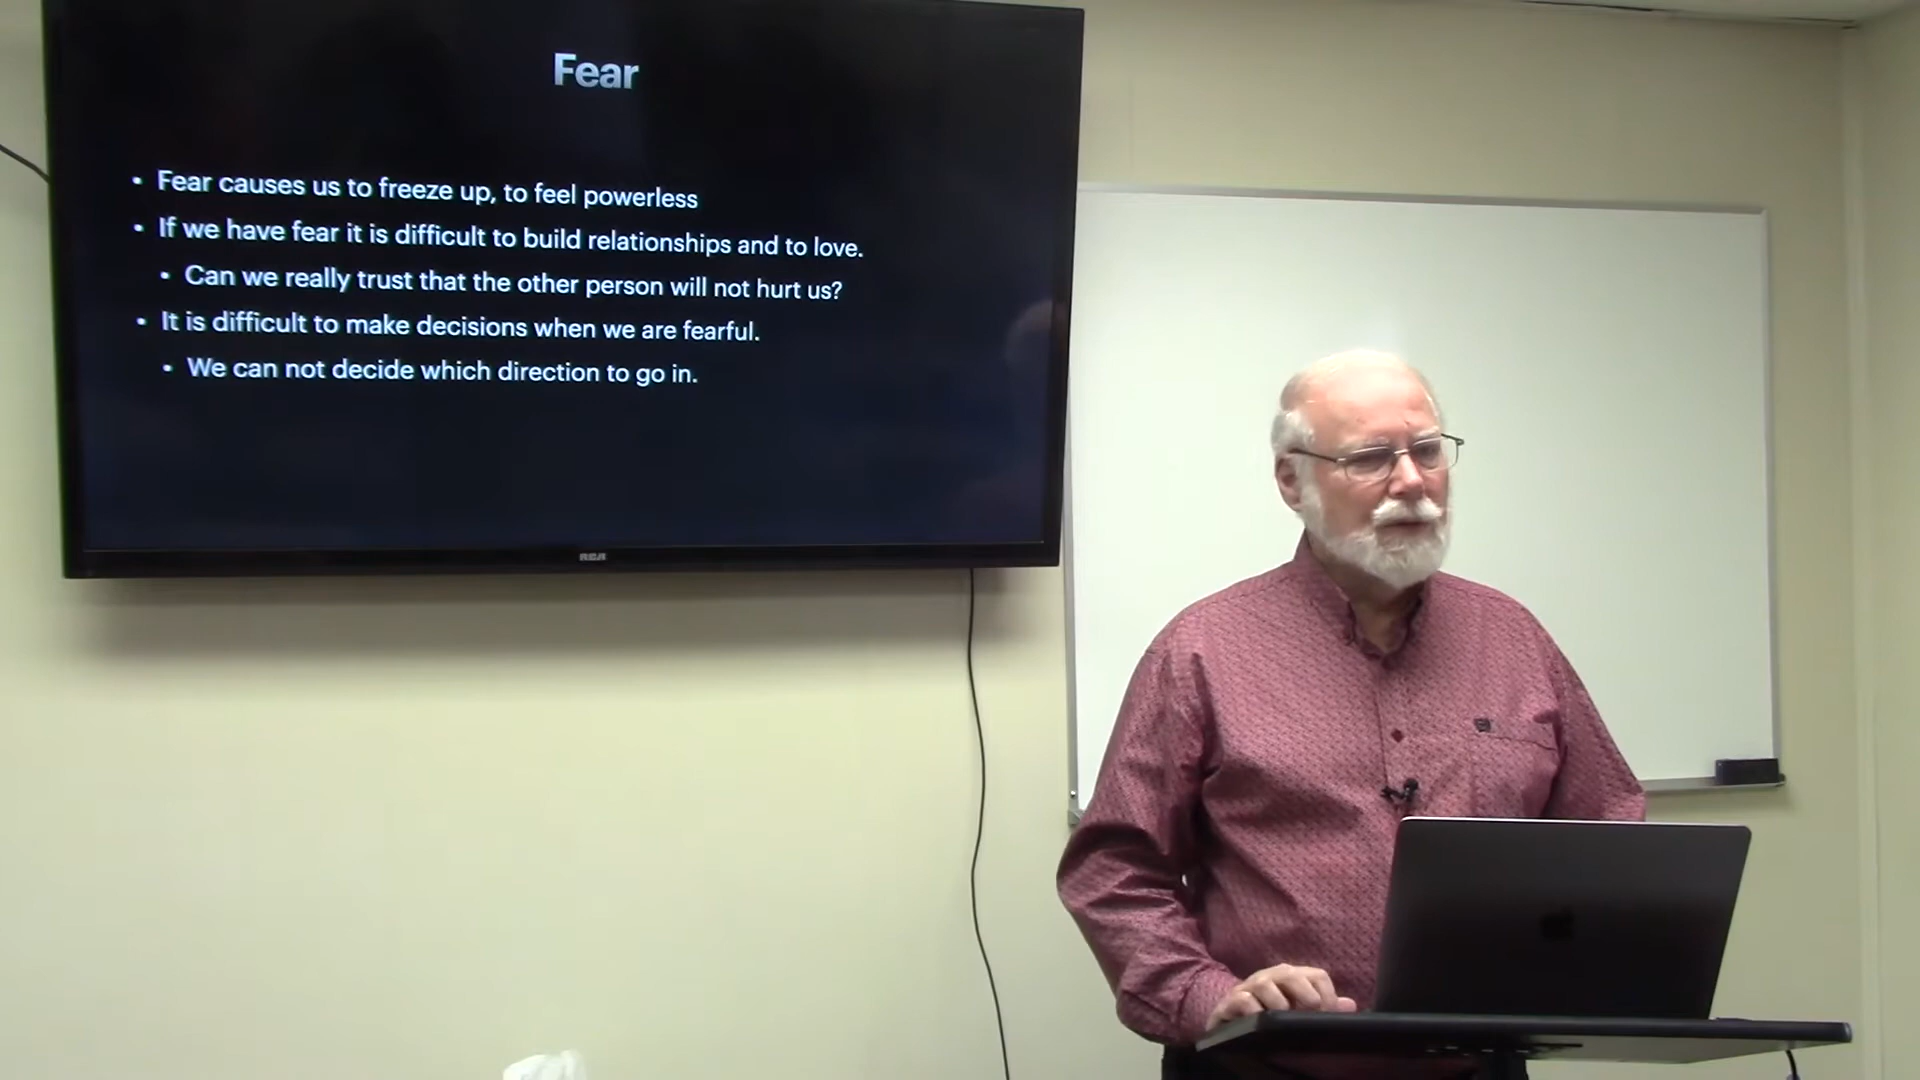 Fear
• Fear causes us to freeze up, to feel powerless
• If we have fear it is difficult to build relationships and to love.
• Can we really trust that the other person will not hurt us?
• It is difficult to make decisions when we are fearful.
• We can not decide which direction to go in.
RCA